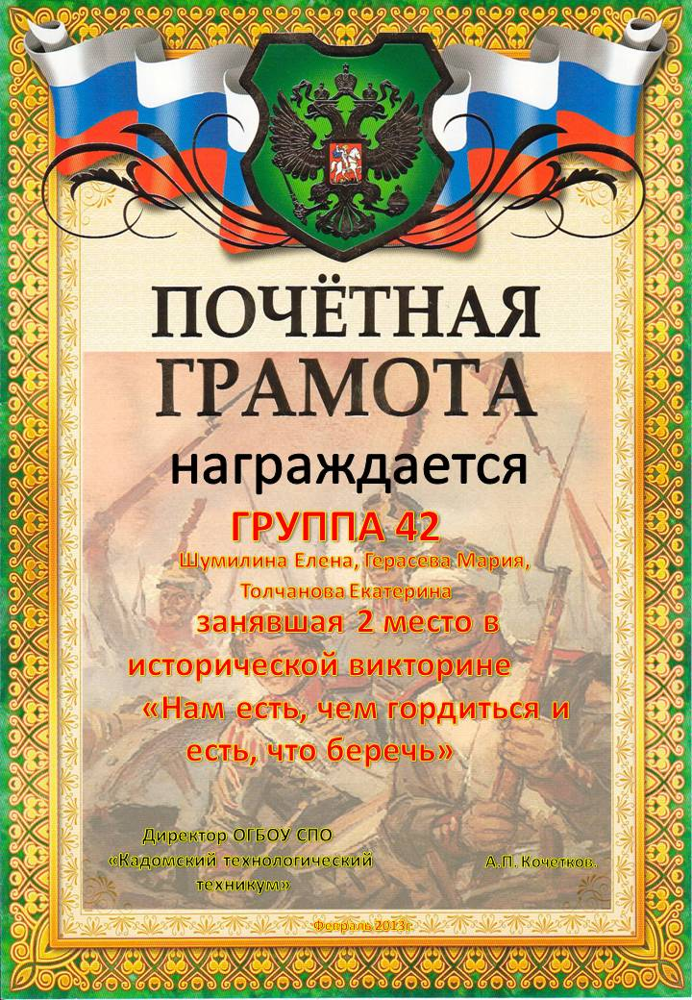 ПОЧЁТНАЯ
ГРАМОТА
награждается
ГРУППА 42
Шумилина Елена, Герасева Мария,
Толчанова Екатерина
занявшая 2 место в
исторической викторине
«Нам есть, чем гордиться и
есть, что беречь»
Директор ОГБОУ СПО
«Кадомский технологический
техникум»
А.П. Кочетков.
Февраль 2013г